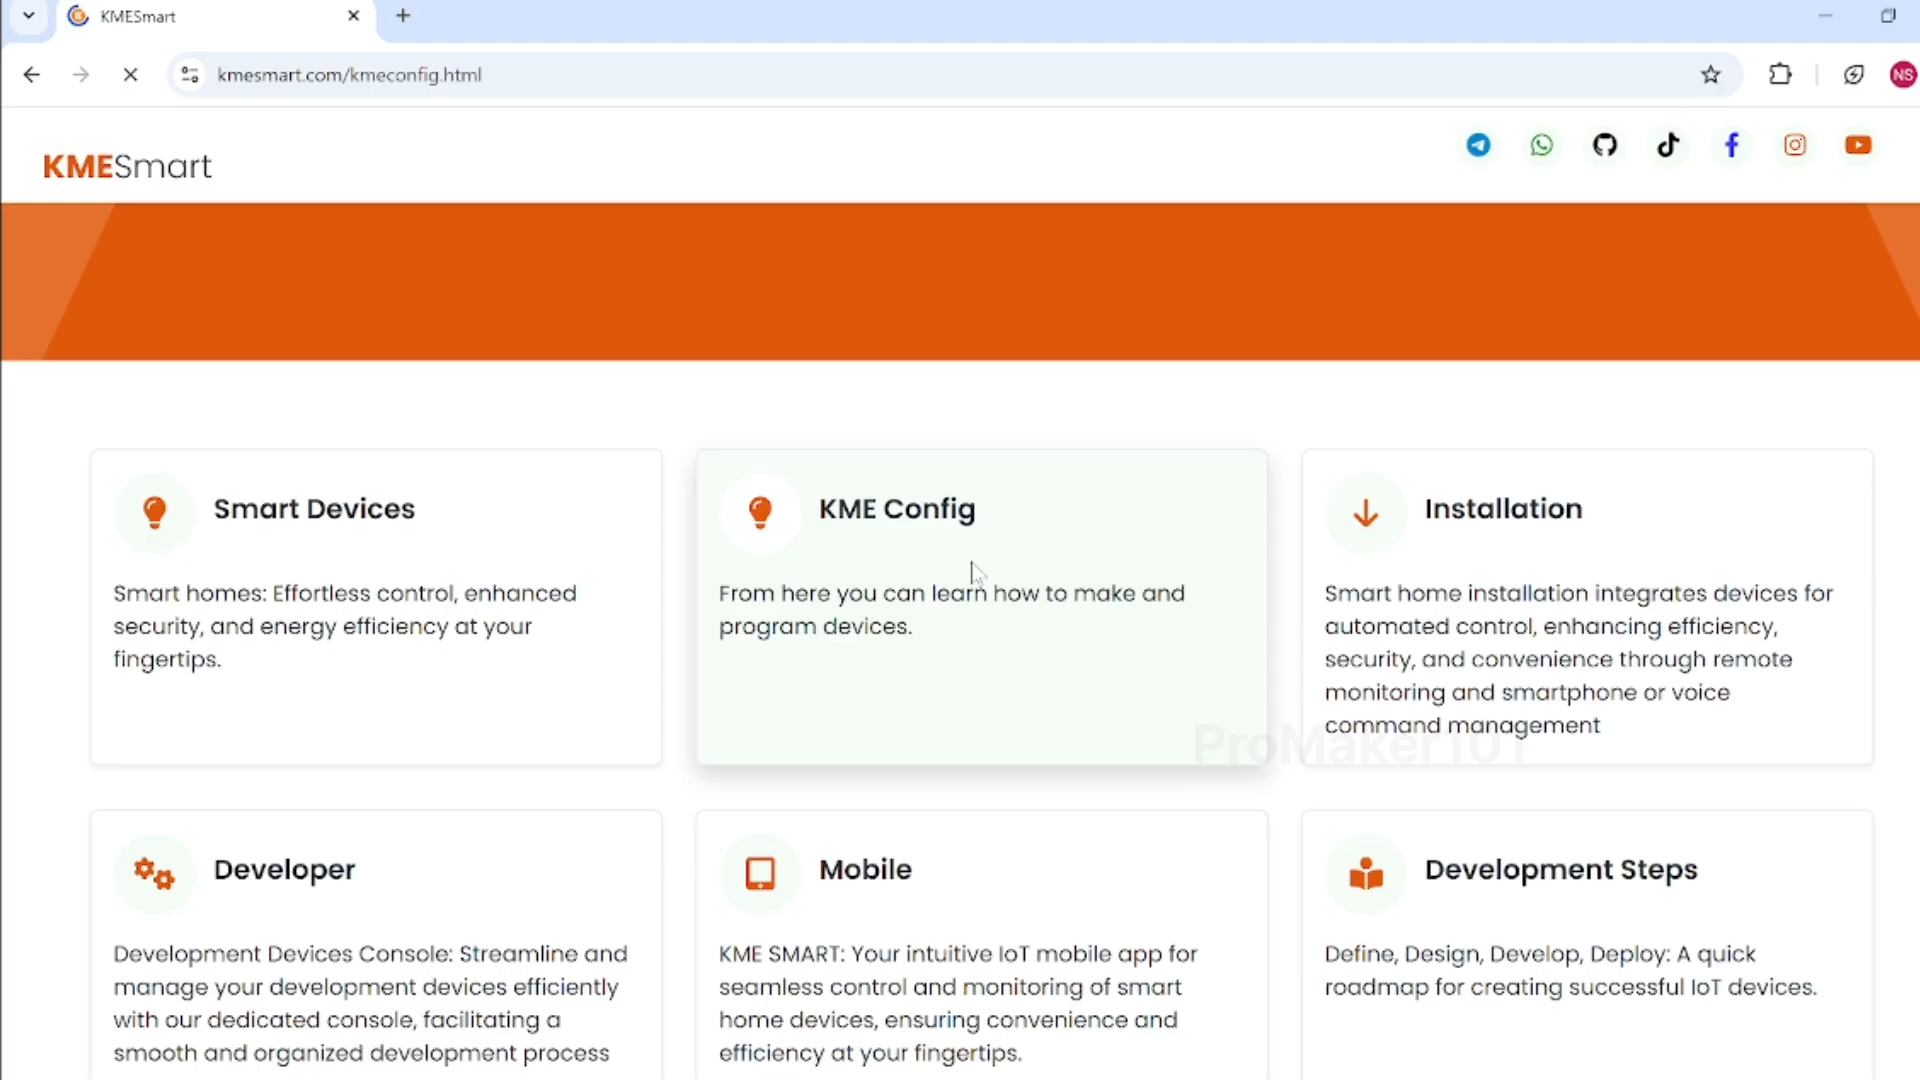 KMESmart
kmesmart.com/kmeconfig.html
NS
KMESmart
Smart Devices
Smart homes: Effortless control, enhanced
security, and energy efficiency at your
fingertips.
KME Config
From here you can learn how to make and
program devices.
Installation
Smart home installation integrates devices for
automated control, enhancing efficiency,
security, and convenience through remote
monitoring and smartphone or voice
command management
ProMaker101
Developer
Development Devices Console: Streamline and
manage your development devices efficiently
with our dedicated console, facilitating a
smooth and organized development process
Mobile
KME SMART: Your intuitive IoT mobile app for
seamless control and monitoring of smart
home devices, ensuring convenience and
efficiency at your fingertips.
Development Steps
Define, Design, Develop, Deploy: A quick
roadmap for creating successful IoT devices.